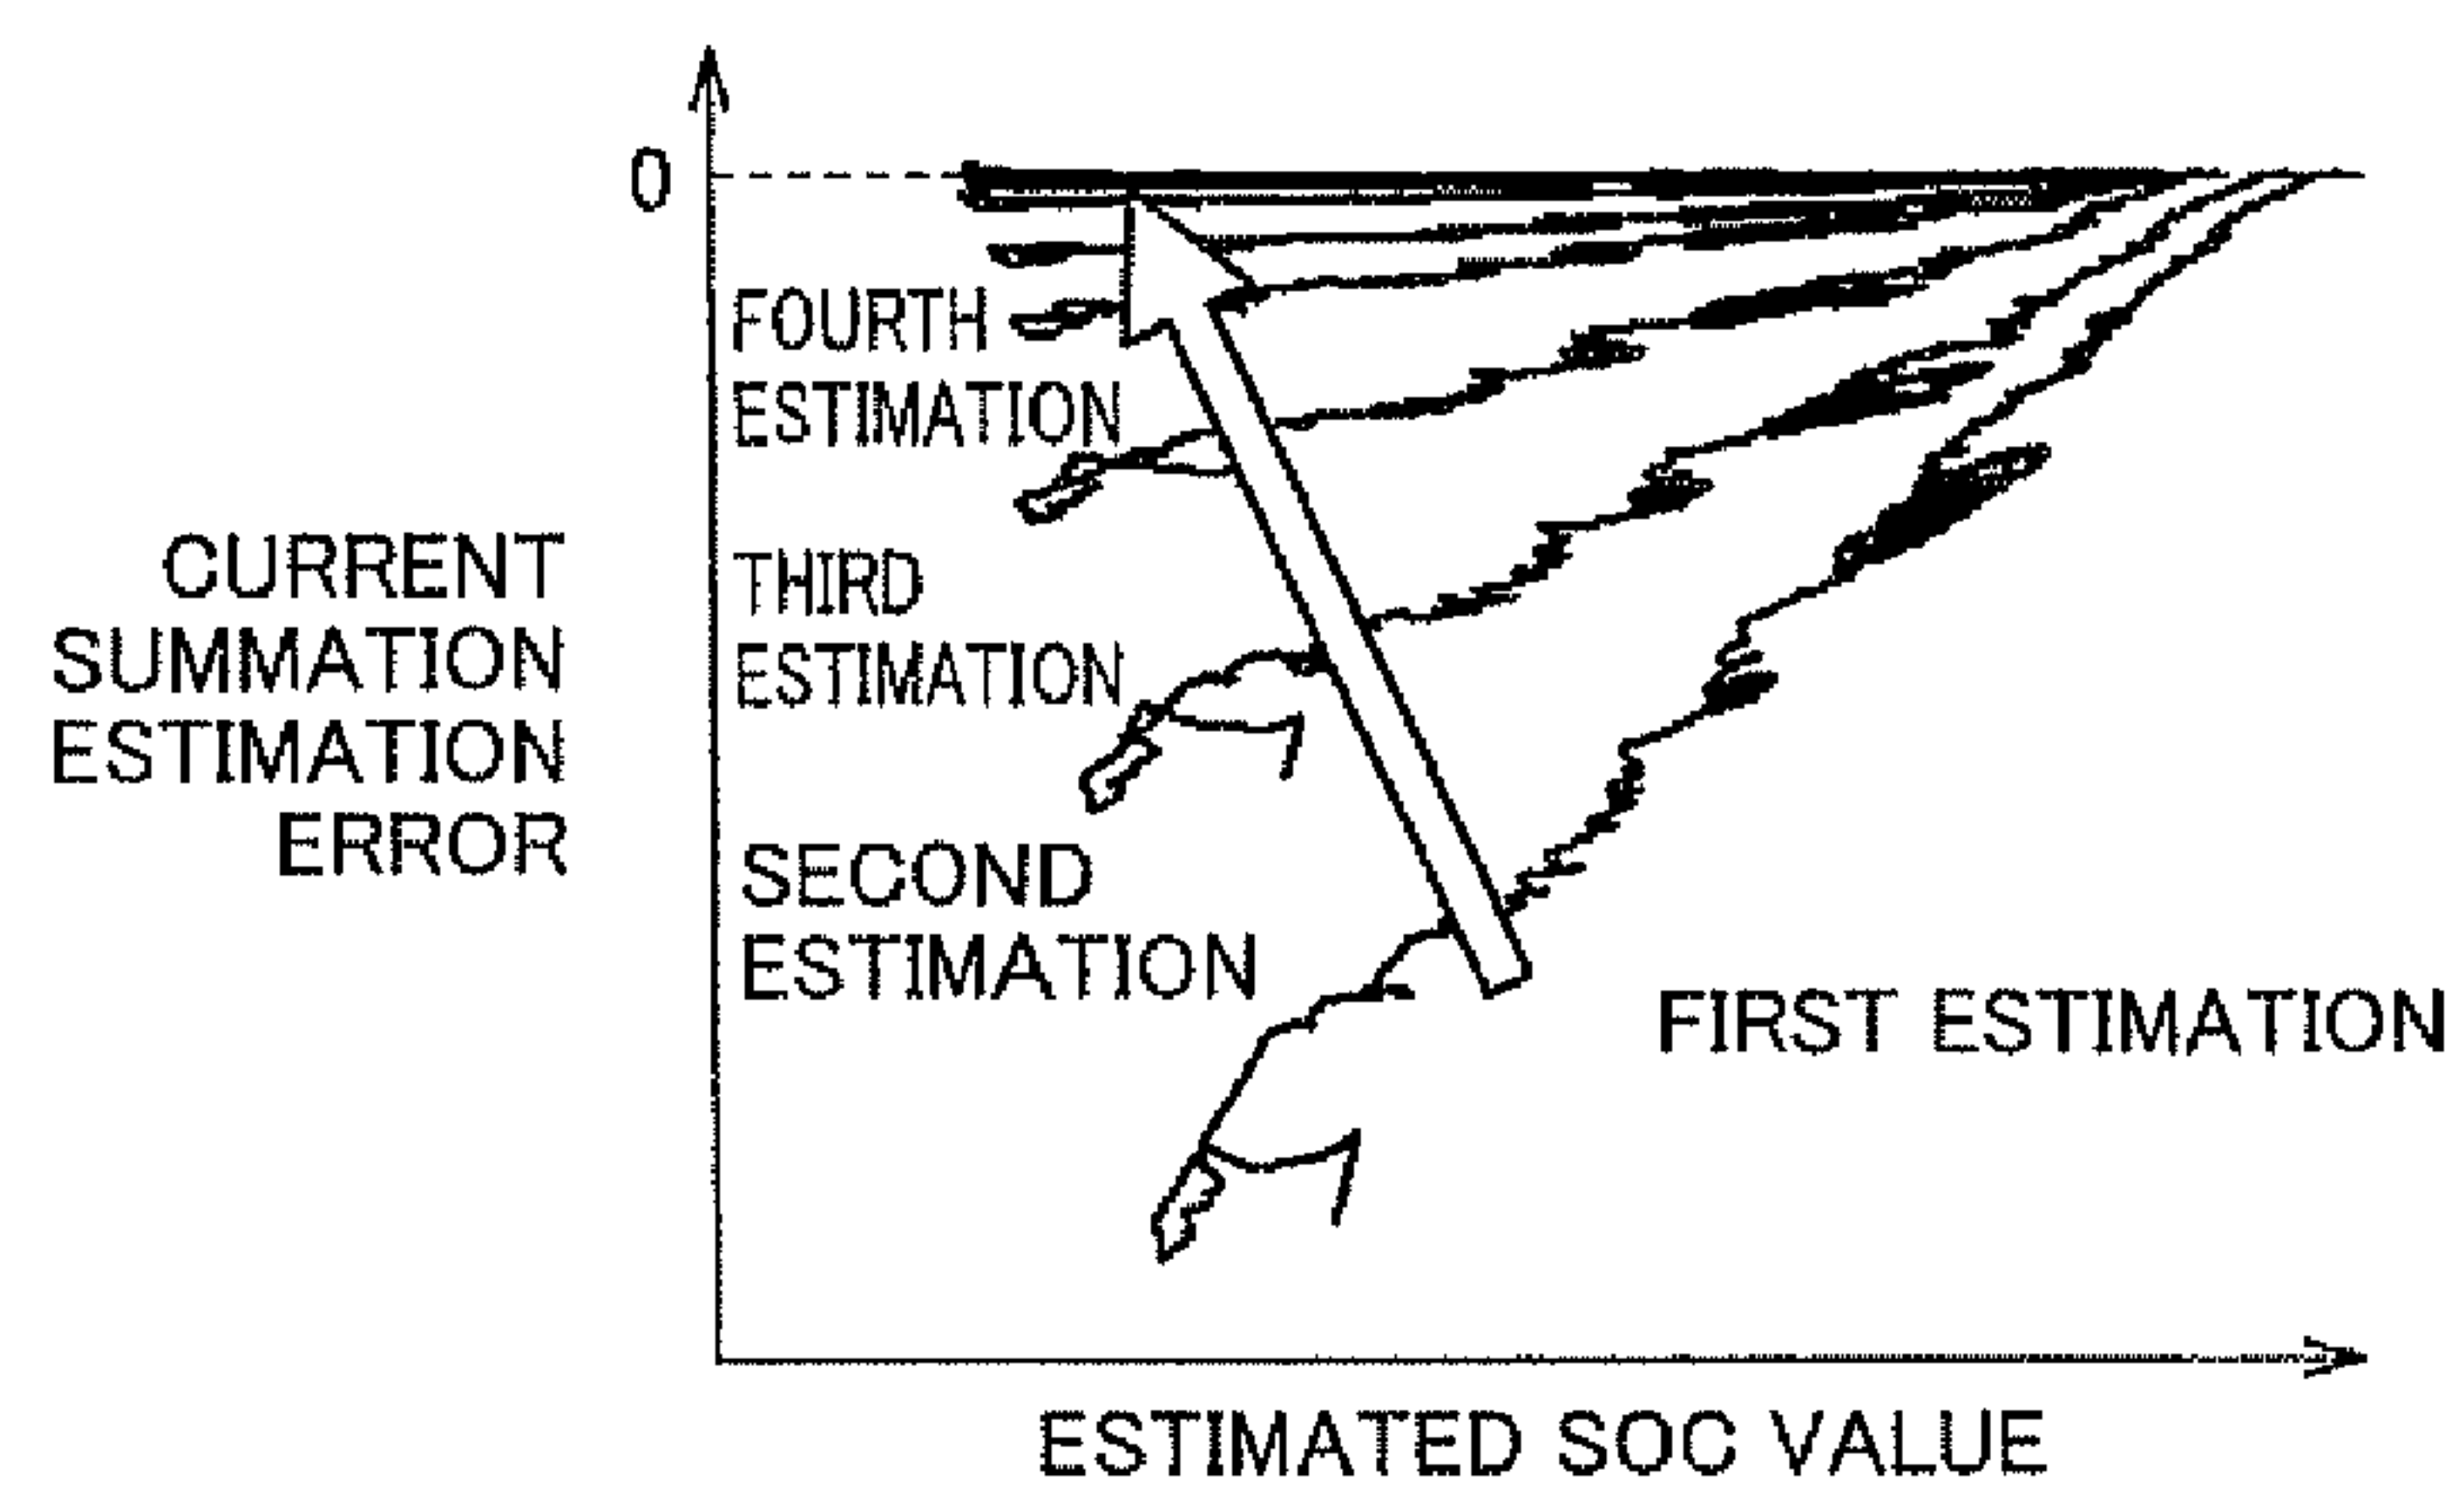 0
FOURTH
ESTIMATION
THIRD
ESTIMATION
CURRENT
SUMMATION
ESTIMATION
ERROR
SECOND
ESTIMATION
FIRST ESTIMATION
ESTIMATED SOC VALUE